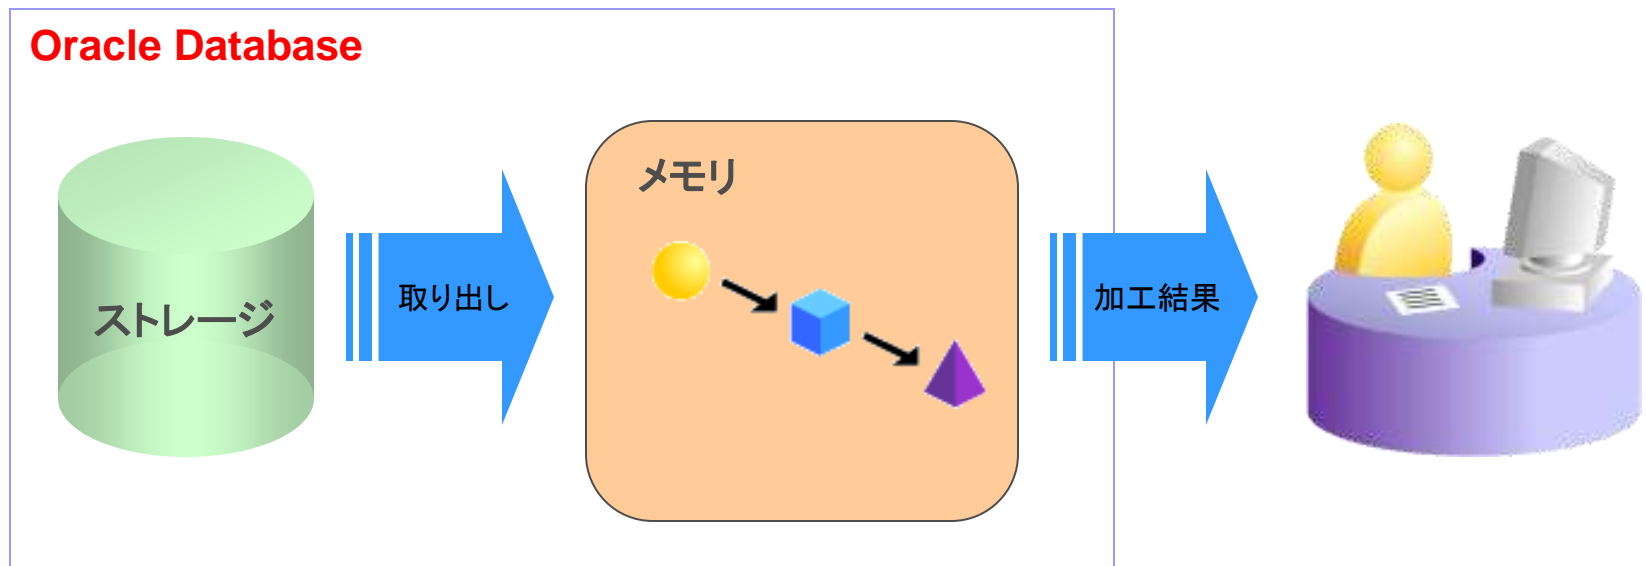 Oracle Database
メモリ
ストレージ
取り出し
加工結果